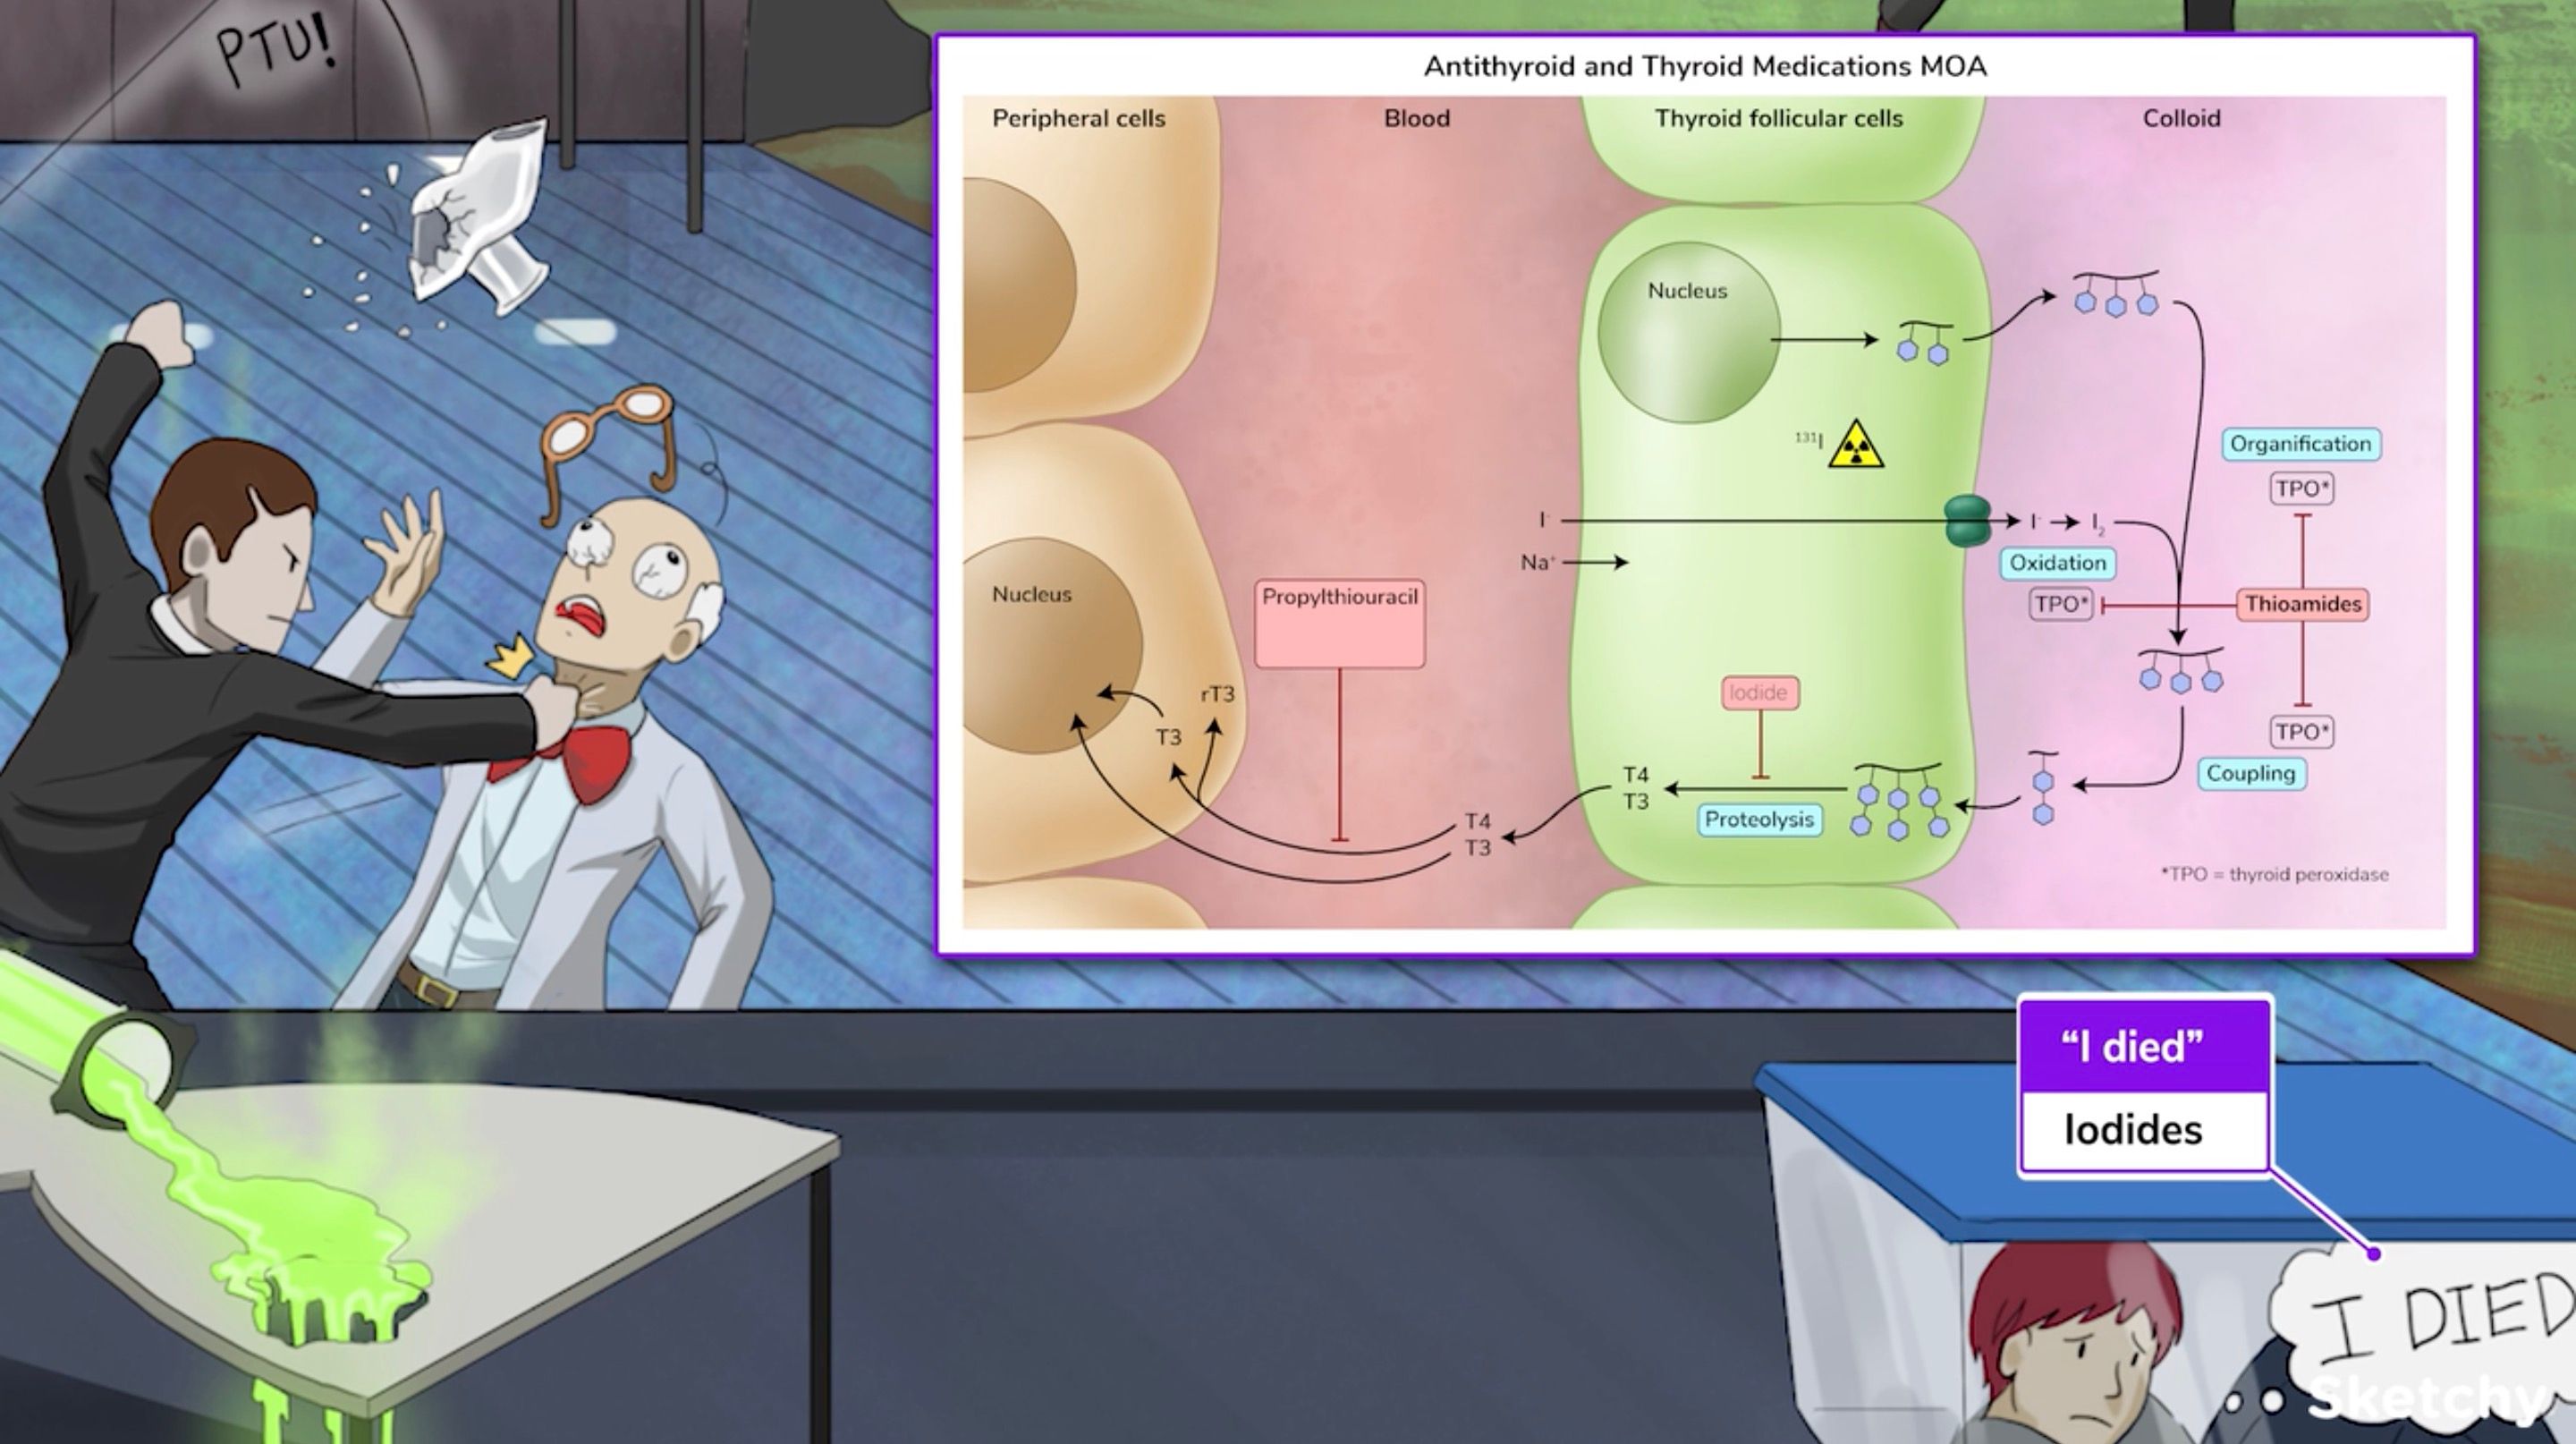 PTU!
Antithyroid and Thyroid Medications MOA
Peripheral cells
Blood
Thyroid follicular cells
Colloid
Nucleus
¹³¹I
Organification
TPO*
I⁻
I⁻
I₂
Na⁺
Oxidation
TPO*
Thioamides
Propylthiouracil
Nucleus
Iodide
rT3
T3
TPO*
Coupling
T4
T3
Proteolysis
T4
T3
*TPO = thyroid peroxidase
“I died”
Iodides
I DIED
Sketchy